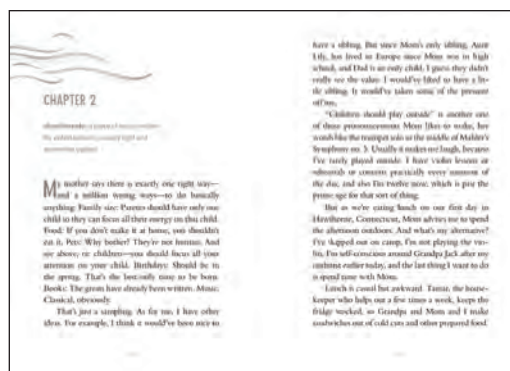 CHAPTER 2
My mother says there is exactly one right way—
and a million wrong ways—to do basically
anything. Family size: Parents should have only one
child so they can focus all their energy on this child.
Food: If you don't make it at home, you shouldn't
eat it. Pets: Why bother? They're not human. And
see above, re children—you should focus all your
attention on your child. Birthdays: Should be in
the spring. That's the best time to be born.
Books: The greats have already been written. Music:
Classical, obviously.
That's just a sampling. As for me, I have other
ideas. For example, I think it would've been nice to
have a sibling. But since Mom's only sibling, Aunt
Lily, has lived in Europe since Mom was in high
school, and Dad is an only child, I guess they didn't
really see the value. I would've liked to have a lit-
tle sibling. It would've taken some of the pressure
off me.
"Children should play outside" is another one
of those pronouncements Mom likes to make, her
words like the trumpet solo in the middle of Mahler's
Symphony no. 5. Usually it makes me laugh, because
I've rarely played outside. I have violin lessons or
rehearsals or concerts practically every moment of
the day, and also I'm twelve now, which is past the
prime age for that sort of thing.
But as we're eating lunch on our first day in
Hawthorne, Connecticut, Mom advises me to spend
the afternoon outdoors. And what's my alternative?
I've skipped out on camp, I'm not playing the vio-
lin, I'm self-conscious around Grandpa Jack after my
earlier today, and the last thing I want to do
is spend time with Mom.
Lunch is casual but awkward. Tamar, the house-
keeper who helps out a few times a week, keeps the
fridge stocked, so Grandpa and Mom and I make
sandwiches out of cold cuts and other prepared food.